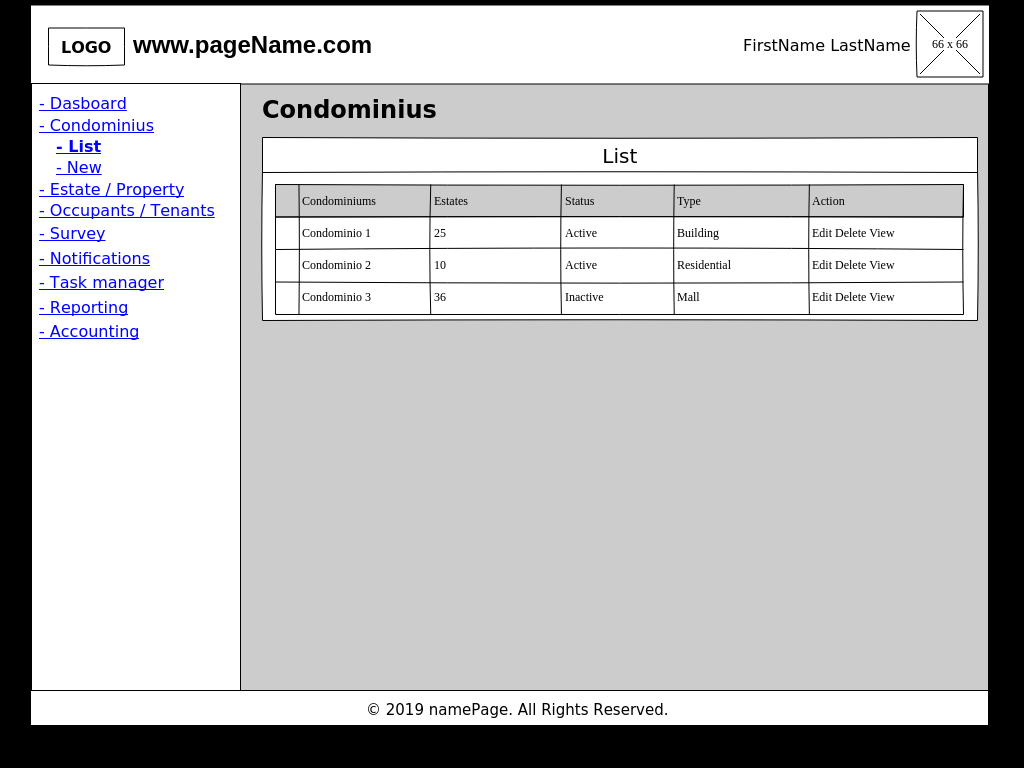 LOGO www.pageName.com FirstName LastName 66 x 66
- Dasboard
- Condominius
- List
- New
- Estate / Property
- Occupants / Tenants
- Survey
- Notifications
- Task manager
- Reporting
- Accounting
Condominius
List
Condominiums Estates Status Type Action
Condominio 1 25 Active Building Edit Delete View
Condominio 2 10 Active Residential Edit Delete View
Condominio 3 36 Inactive Mall Edit Delete View
© 2019 namePage. All Rights Reserved.